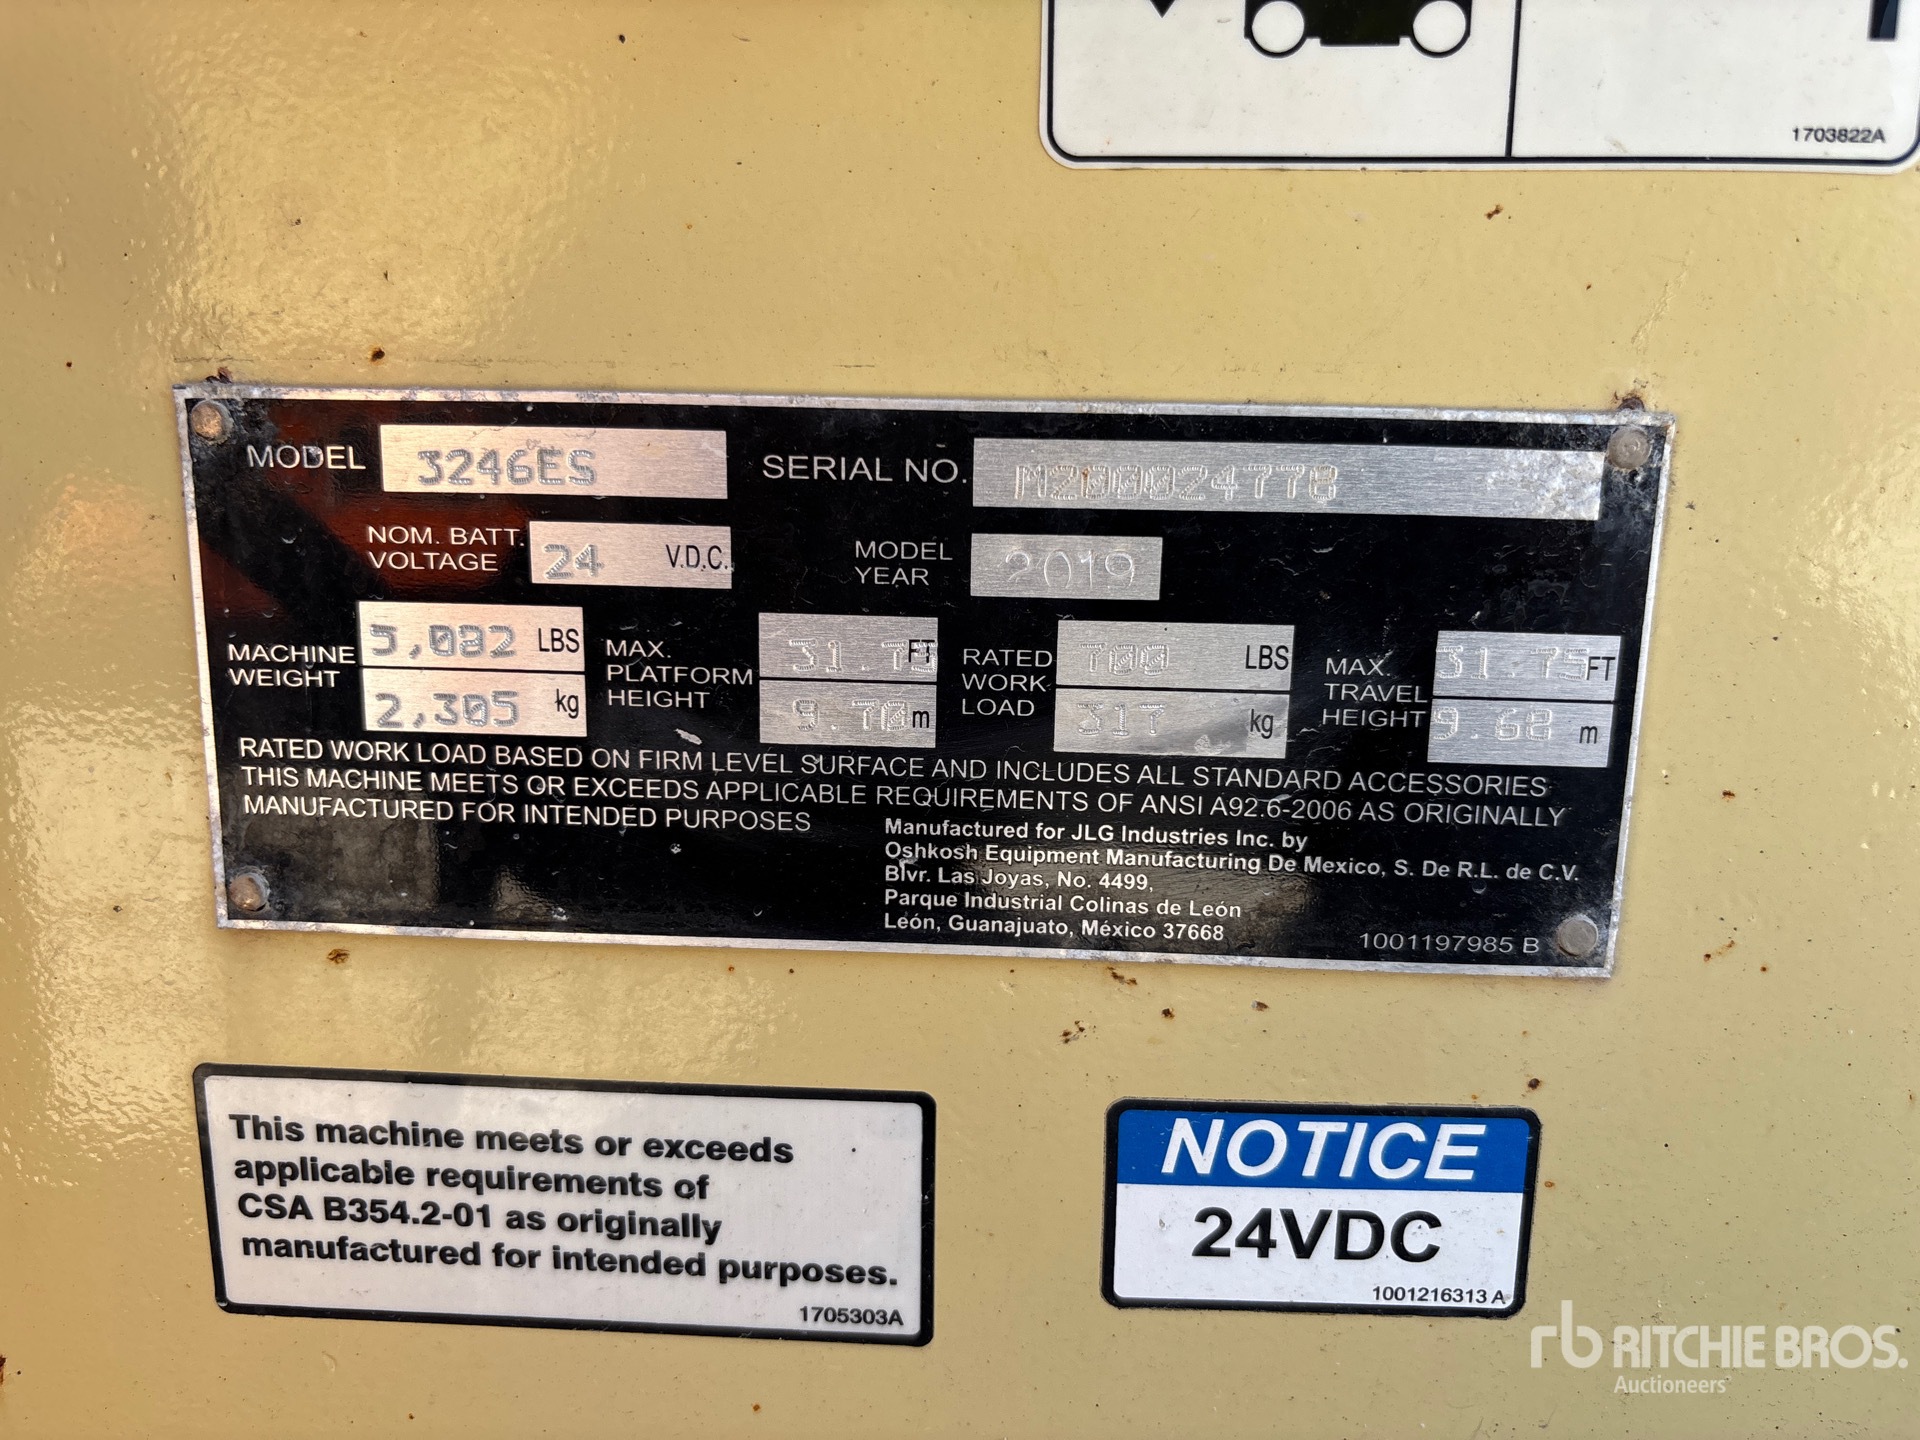 1703822A
MODEL 3246ES SERIAL NO. M200024778
NOM. BATT. VOLTAGE 24 V.D.C. MODEL YEAR 2019
MACHINE WEIGHT 5,082 LBS 2,305 kg MAX. PLATFORM HEIGHT 31.75 FT 9.70 m RATED WORK LOAD 700 LBS 317 kg MAX. TRAVEL HEIGHT 31.75 FT 9.68 m
RATED WORK LOAD BASED ON FIRM LEVEL SURFACE AND INCLUDES ALL STANDARD ACCESSORIES
THIS MACHINE MEETS OR EXCEEDS APPLICABLE REQUIREMENTS OF ANSI A92.6-2006 AS ORIGINALLY
MANUFACTURED FOR INTENDED PURPOSES
Manufactured for JLG Industries Inc. by
Oshkosh Equipment Manufacturing De Mexico, S. De R.L. de C.V.
Blvr. Las Joyas, No. 4499,
Parque Industrial Colinas de León
León, Guanajuato, México 37668
1001197985 B
This machine meets or exceeds
applicable requirements of
CSA B354.2-01 as originally
manufactured for intended purposes.
1705303A
NOTICE
24VDC
1001216313 A
rb RITCHIE BROS.
Auctioneers